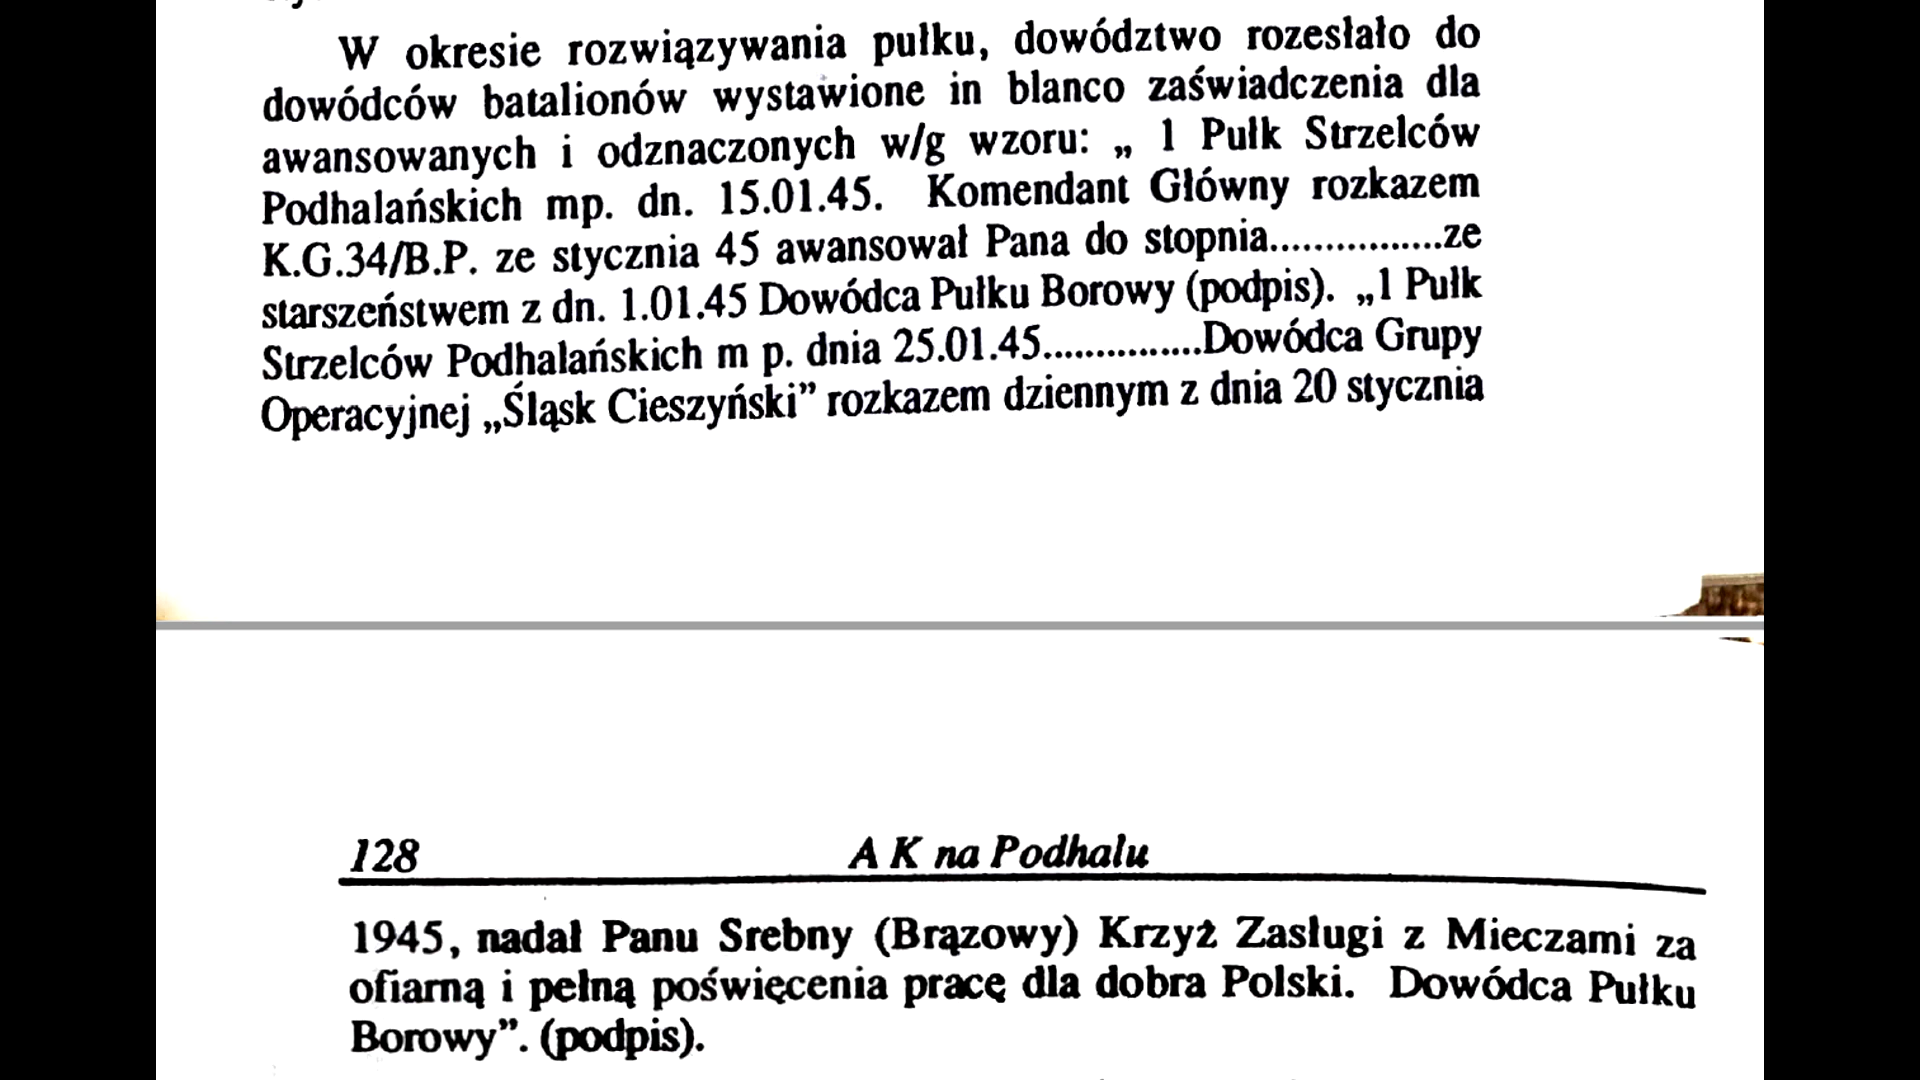 W okresie rozwiązywania pułku, dowództwo rozesłało do
dowódców batalionów wystawione in blanco zaświadczenia dla
awansowanych i odznaczonych w/g wzoru: „ 1 Pułk Strzelców
Podhalańskich mp. dn. 15.01.45. Komendant Główny rozkazem
K.G.34/B.P. ze stycznia 45 awansował Pana do stopnia................ze
starszeństwem z dn. 1.01.45 Dowódca Pułku Borowy (podpis). „1 Pułk
Strzelców Podhalańskich m p. dnia 25.01.45...............Dowódca Grupy
Operacyjnej „Śląsk Cieszyński” rozkazem dziennym z dnia 20 stycznia
128 A K na Podhalu
1945, nadał Panu Srebny (Brązowy) Krzyż Zasługi z Mieczami za
ofiarną i pełną poświęcenia pracę dla dobra Polski. Dowódca Pułku
Borowy”. (podpis).